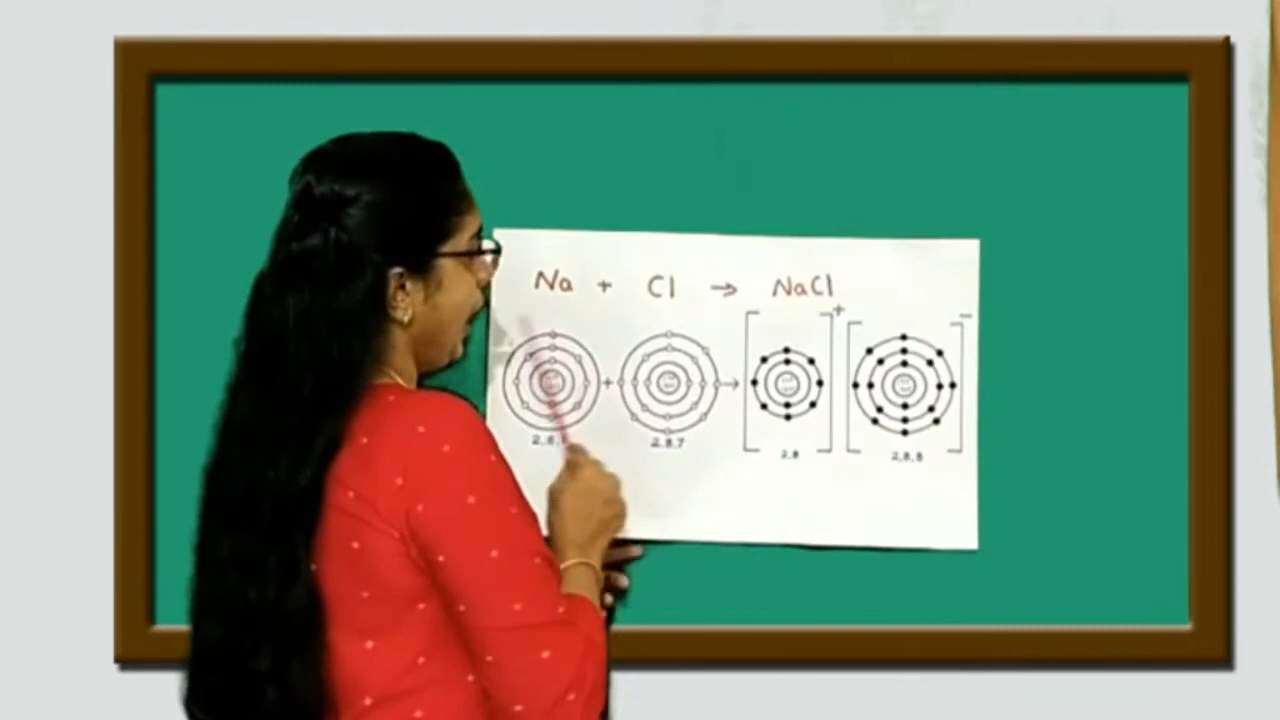 Na + Cl → NaCl
+ −
+ →
2,8,7 2,8 2,8,8